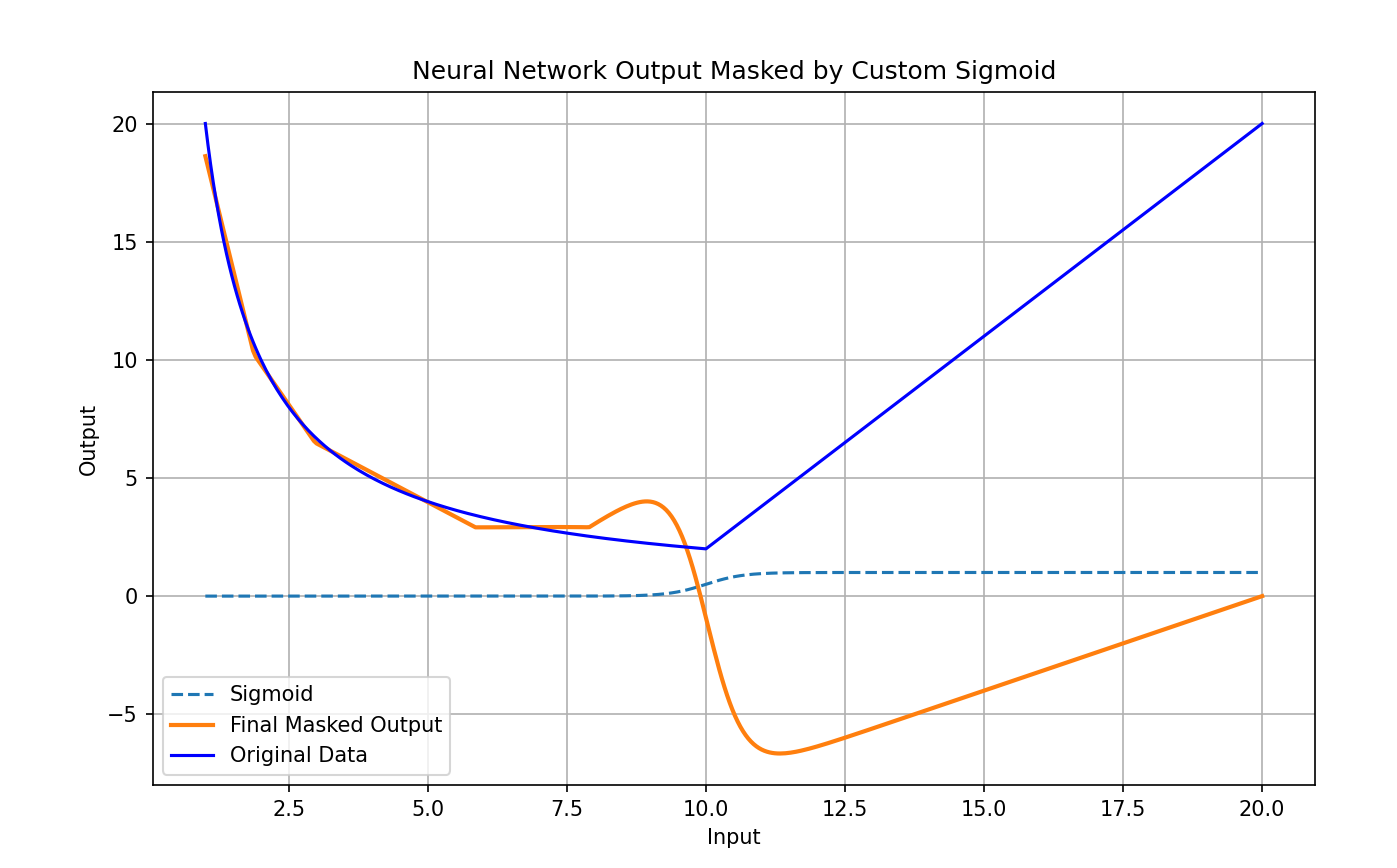 Neural Network Output Masked by Custom Sigmoid
20
15
10
5
0
−5
Output
Sigmoid
Final Masked Output
Original Data
2.5 5.0 7.5 10.0 12.5 15.0 17.5 20.0
Input